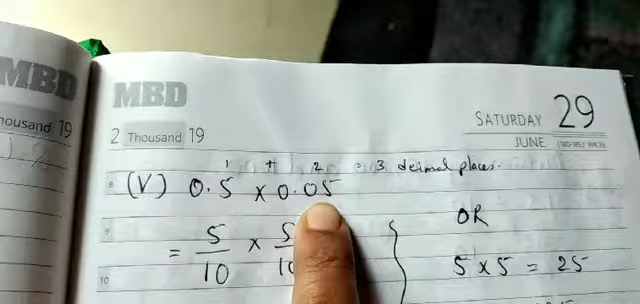 MBD
MBD
SATURDAY 29
housand 19
2 Thousand 19
JUNE
1 + 2 = 3 decimal places.
8 (V) 0.5 × 0.05
OR
9 = 5/10 × 5
10 5 × 5 = 25